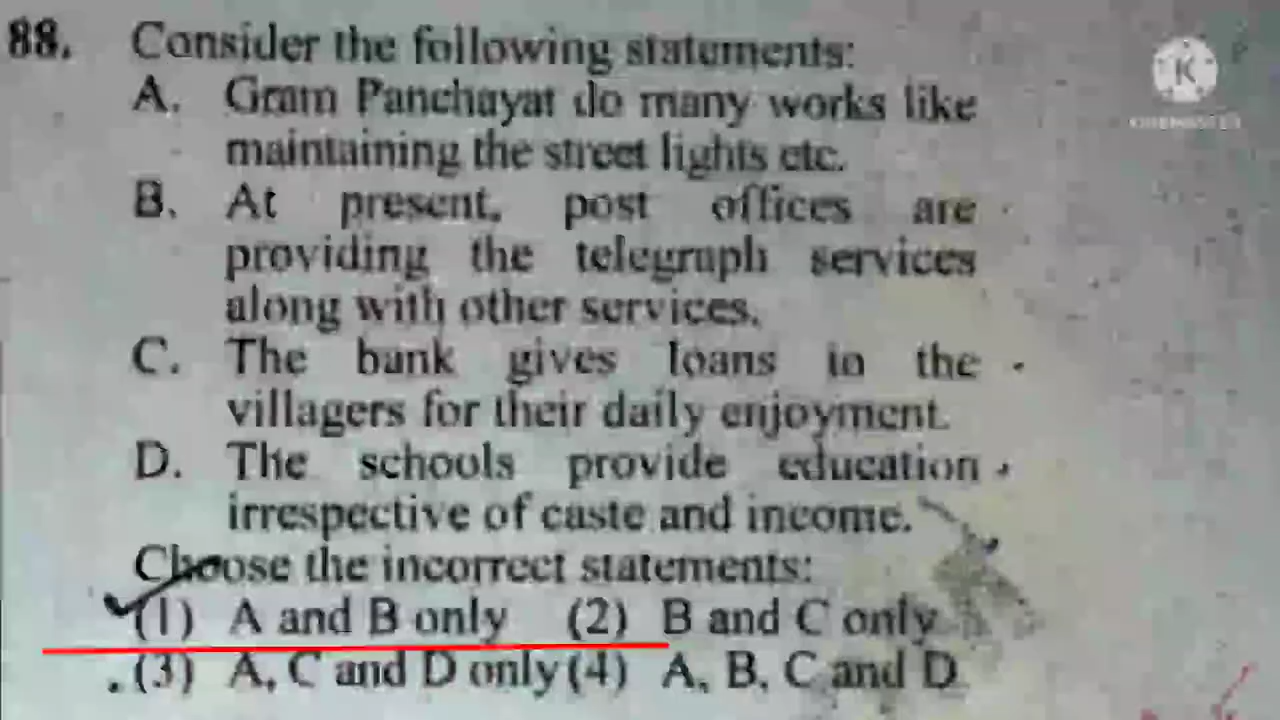 88. Consider the following statements:
A. Gram Panchayat do many works like
maintaining the street lights etc.
B. At present, post offices are
providing the telegraph services
along with other services.
C. The bank gives loans to the
villagers for their daily enjoyment.
D. The schools provide education
irrespective of caste and income.
Choose the incorrect statements:
(1) A and B only (2) B and C only
(3) A, C and D only (4) A, B, C and D
K
KINEMASTER